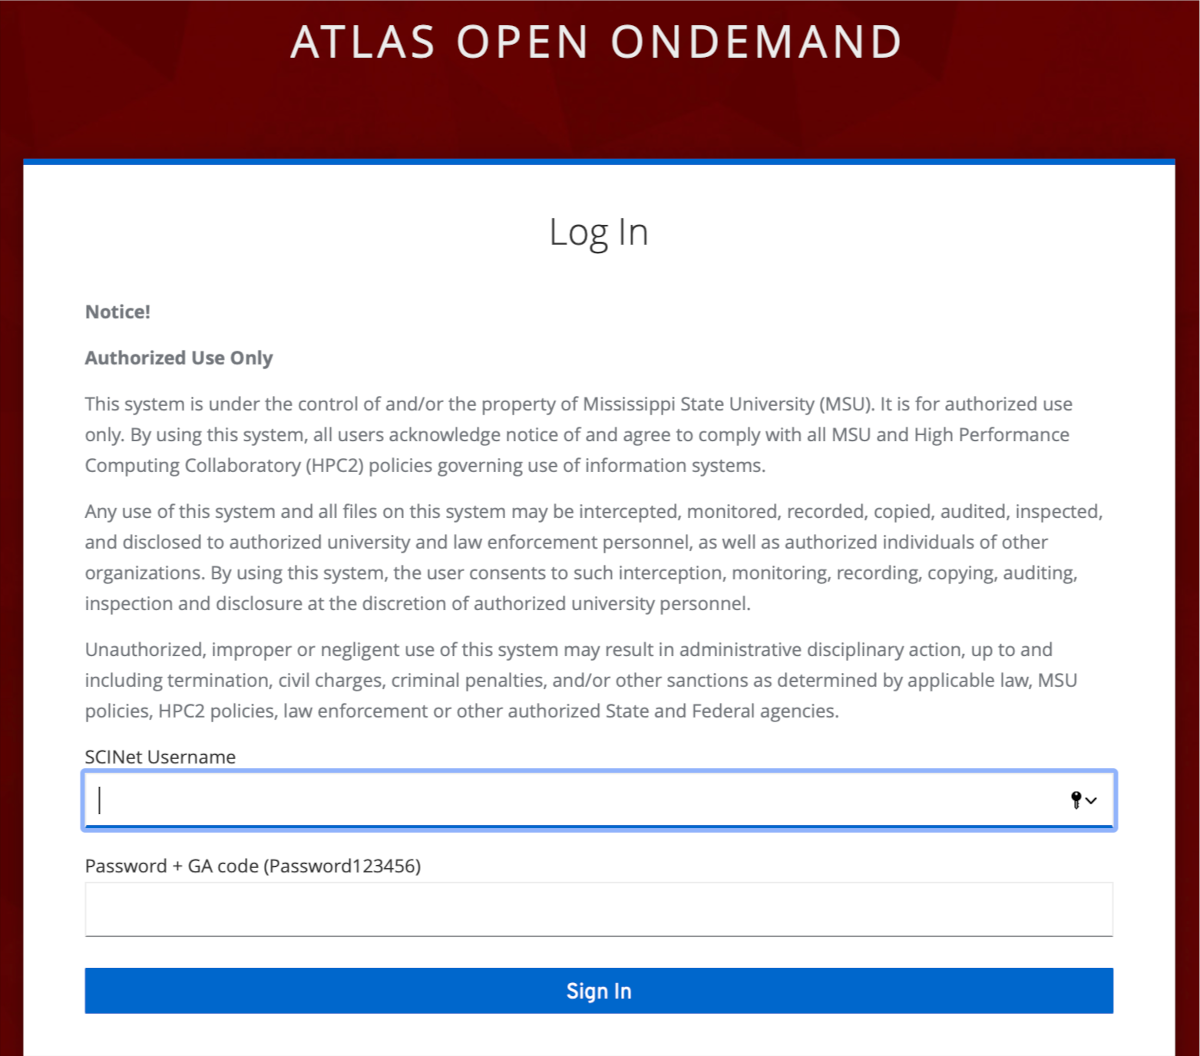 ATLAS OPEN ONDEMAND
Log In
Notice!
Authorized Use Only
This system is under the control of and/or the property of Mississippi State University (MSU). It is for authorized use
only. By using this system, all users acknowledge notice of and agree to comply with all MSU and High Performance
Computing Collaboratory (HPC2) policies governing use of information systems.
Any use of this system and all files on this system may be intercepted, monitored, recorded, copied, audited, inspected,
and disclosed to authorized university and law enforcement personnel, as well as authorized individuals of other
organizations. By using this system, the user consents to such interception, monitoring, recording, copying, auditing,
inspection and disclosure at the discretion of authorized university personnel.
Unauthorized, improper or negligent use of this system may result in administrative disciplinary action, up to and
including termination, civil charges, criminal penalties, and/or other sanctions as determined by applicable law, MSU
policies, HPC2 policies, law enforcement or other authorized State and Federal agencies.
SCINet Username
Password + GA code (Password123456)
Sign In